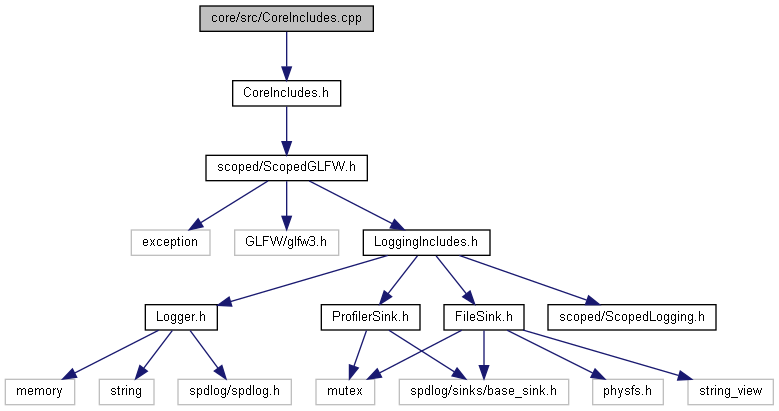 core/src/CoreIncludes.cpp
CoreIncludes.h
scoped/ScopedGLFW.h
exception
GLFW/glfw3.h
LoggingIncludes.h
Logger.h
ProfilerSink.h
FileSink.h
scoped/ScopedLogging.h
memory
string
spdlog/spdlog.h
mutex
spdlog/sinks/base_sink.h
physfs.h
string_view